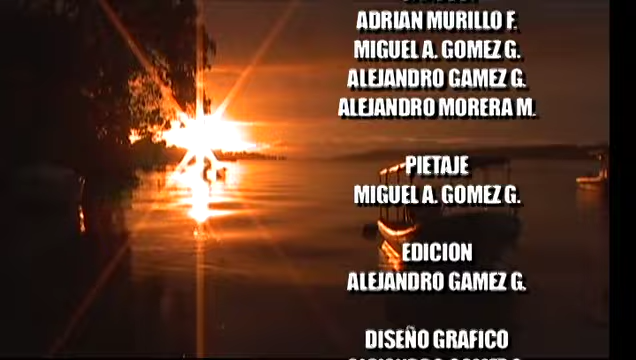 ADRIAN MURILLO F.
MIGUEL A. GOMEZ G.
ALEJANDRO GAMEZ G.
ALEJANDRO MORERA M.
PIETAJE
MIGUEL A. GOMEZ G.
EDICION
ALEJANDRO GAMEZ G.
DISEÑO GRAFICO